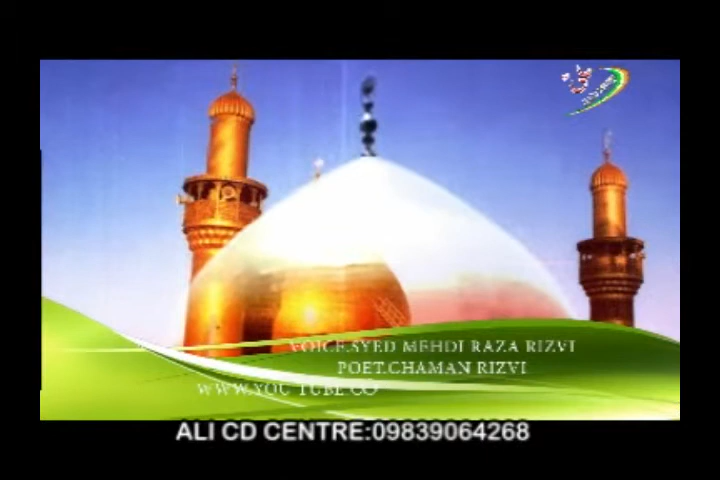 VOICE.SYED MEHDI RAZA RIZVI
POET.CHAMAN RIZVI
WWW.YOU TUBE.CO
ALI CD CENTRE:09839064268